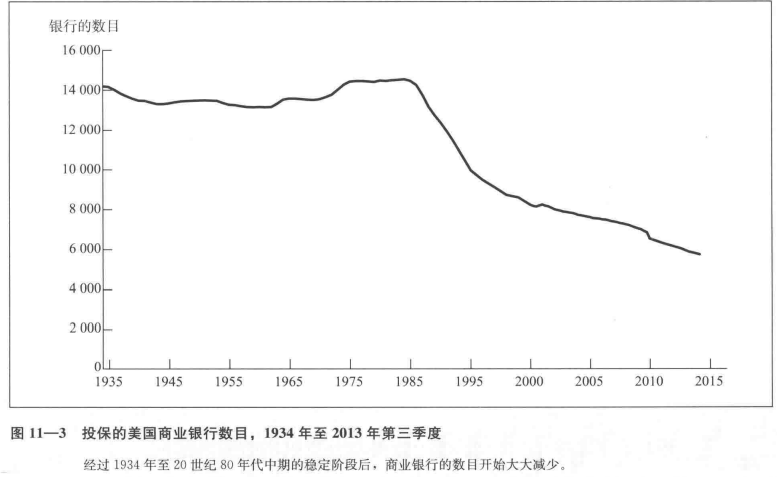 银行的数目
16 000
14 000
12 000
10 000
8 000
6 000
4 000
2 000
0
1935 1945 1955 1965 1975 1985 1995 2000 2005 2010 2015
图 11—3 投保的美国商业银行数目，1934 年至 2013 年第三季度
经过 1934 年至 20 世纪 80 年代中期的稳定阶段后，商业银行的数目开始大大减少。